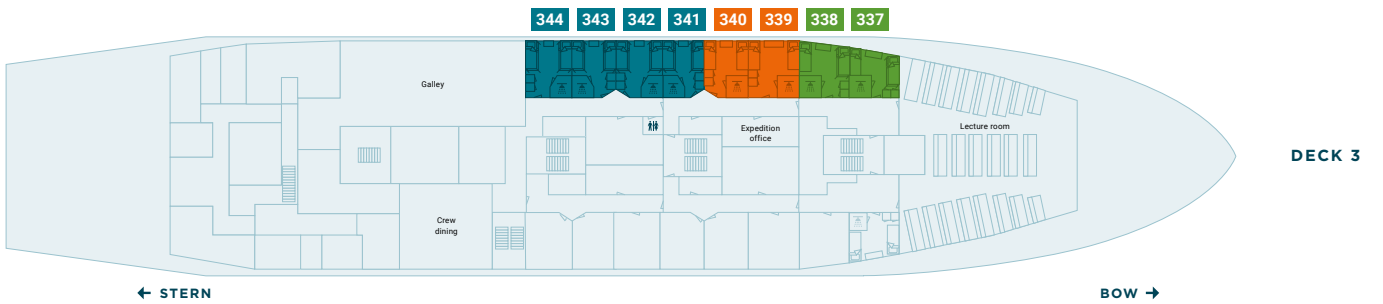 344 343 342 341 340 339 338 337
Galley
Expedition
office
Lecture room
DECK 3
Crew
dining
← STERN
BOW →